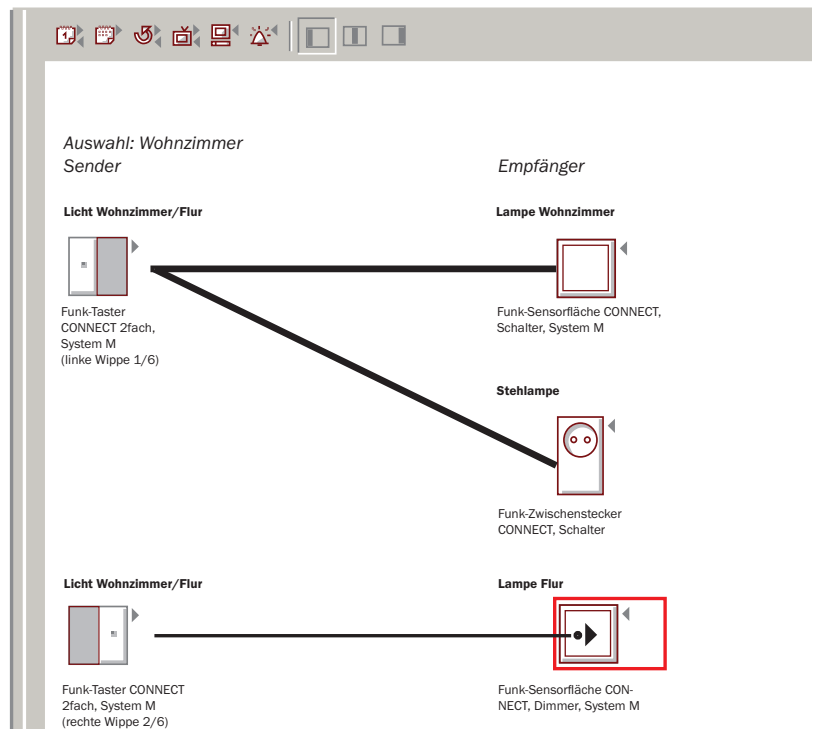 Auswahl: Wohnzimmer
Sender
Empfänger
Licht Wohnzimmer/Flur
Lampe Wohnzimmer
Funk-Taster
CONNECT 2fach,
System M
(linke Wippe 1/6)
Funk-Sensorfläche CONNECT,
Schalter, System M
Stehlampe
Funk-Zwischenstecker
CONNECT, Schalter
Licht Wohnzimmer/Flur
Lampe Flur
Funk-Taster CONNECT
2fach, System M
(rechte Wippe 2/6)
Funk-Sensorfläche CON-
NECT, Dimmer, System M